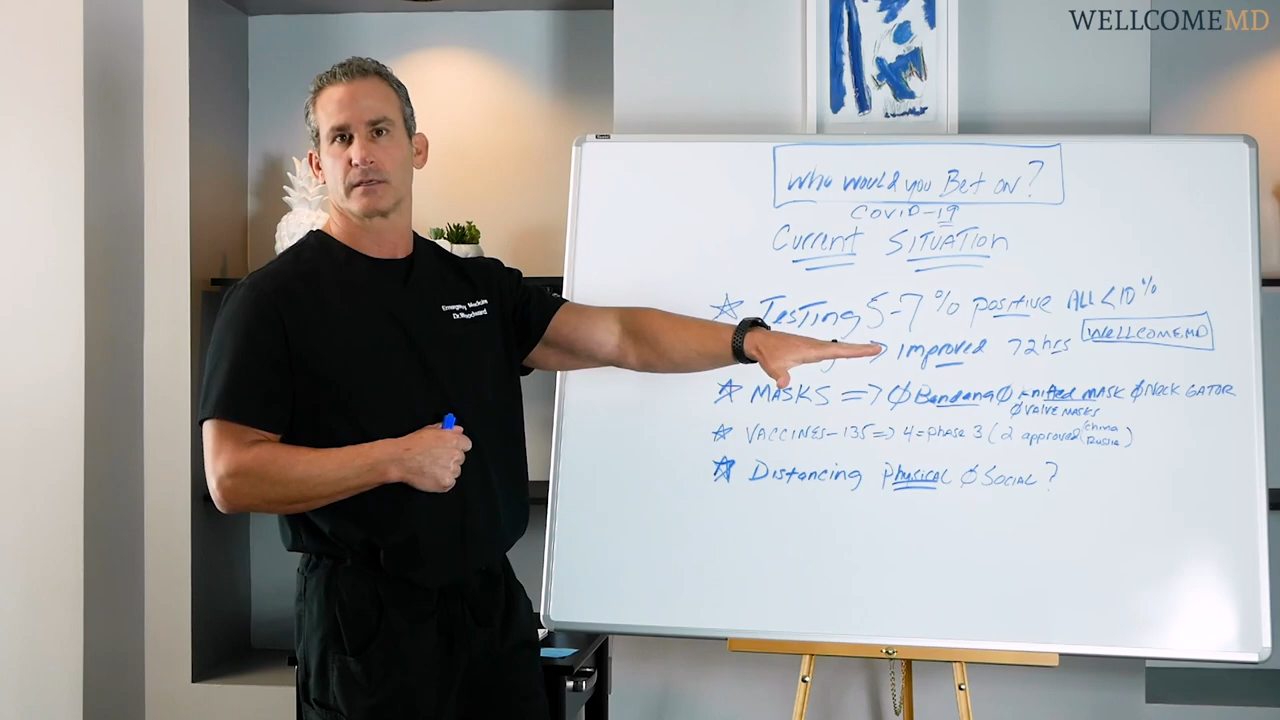 WELLCOMEMD
Who would you Bet on?
COVID-19
Current SITUATION
☆ Testing 5-7% positive ALL < 10%
→ Improved 72hrs WellcomeMD
☆ MASKS => ∅ Bandana ∅ knitted MASK ∅ Neck GATOR
∅ VALVE MASKS
☆ VACCINES - 135 => 4 = phase 3 (2 approved (China
Russia)
☆ Distancing physical ∅ Social?
Emergency Medicine
Dr. Woodward